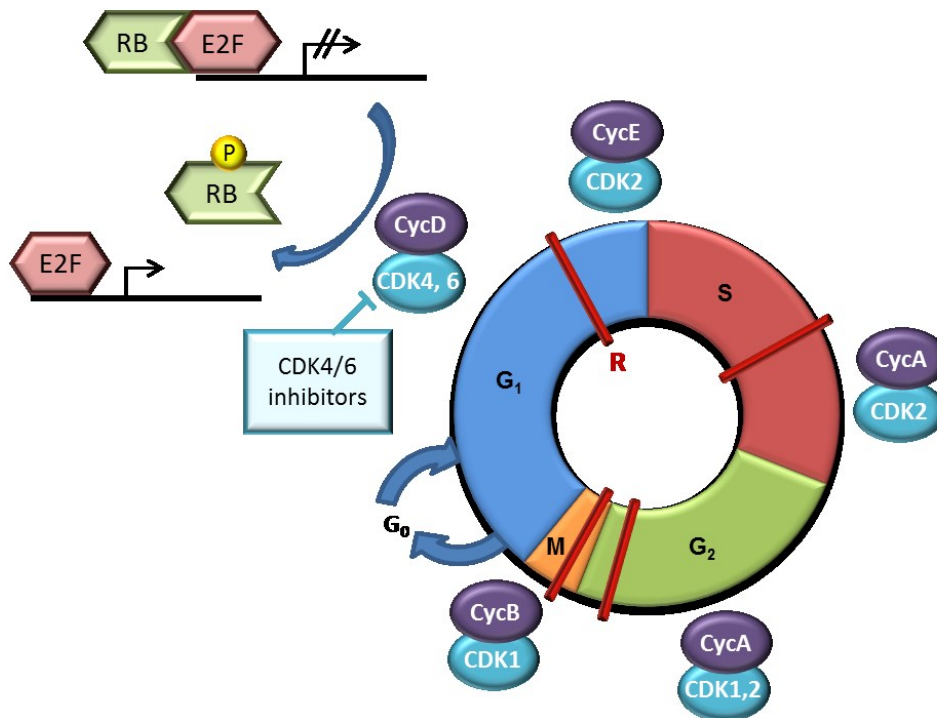 RB
E2F
P
RB
E2F
CycE
CDK2
CycD
CDK4, 6
CDK4/6
inhibitors
S
R
G₁
CycA
CDK2
G₀
M
G₂
CycB
CDK1
CycA
CDK1,2